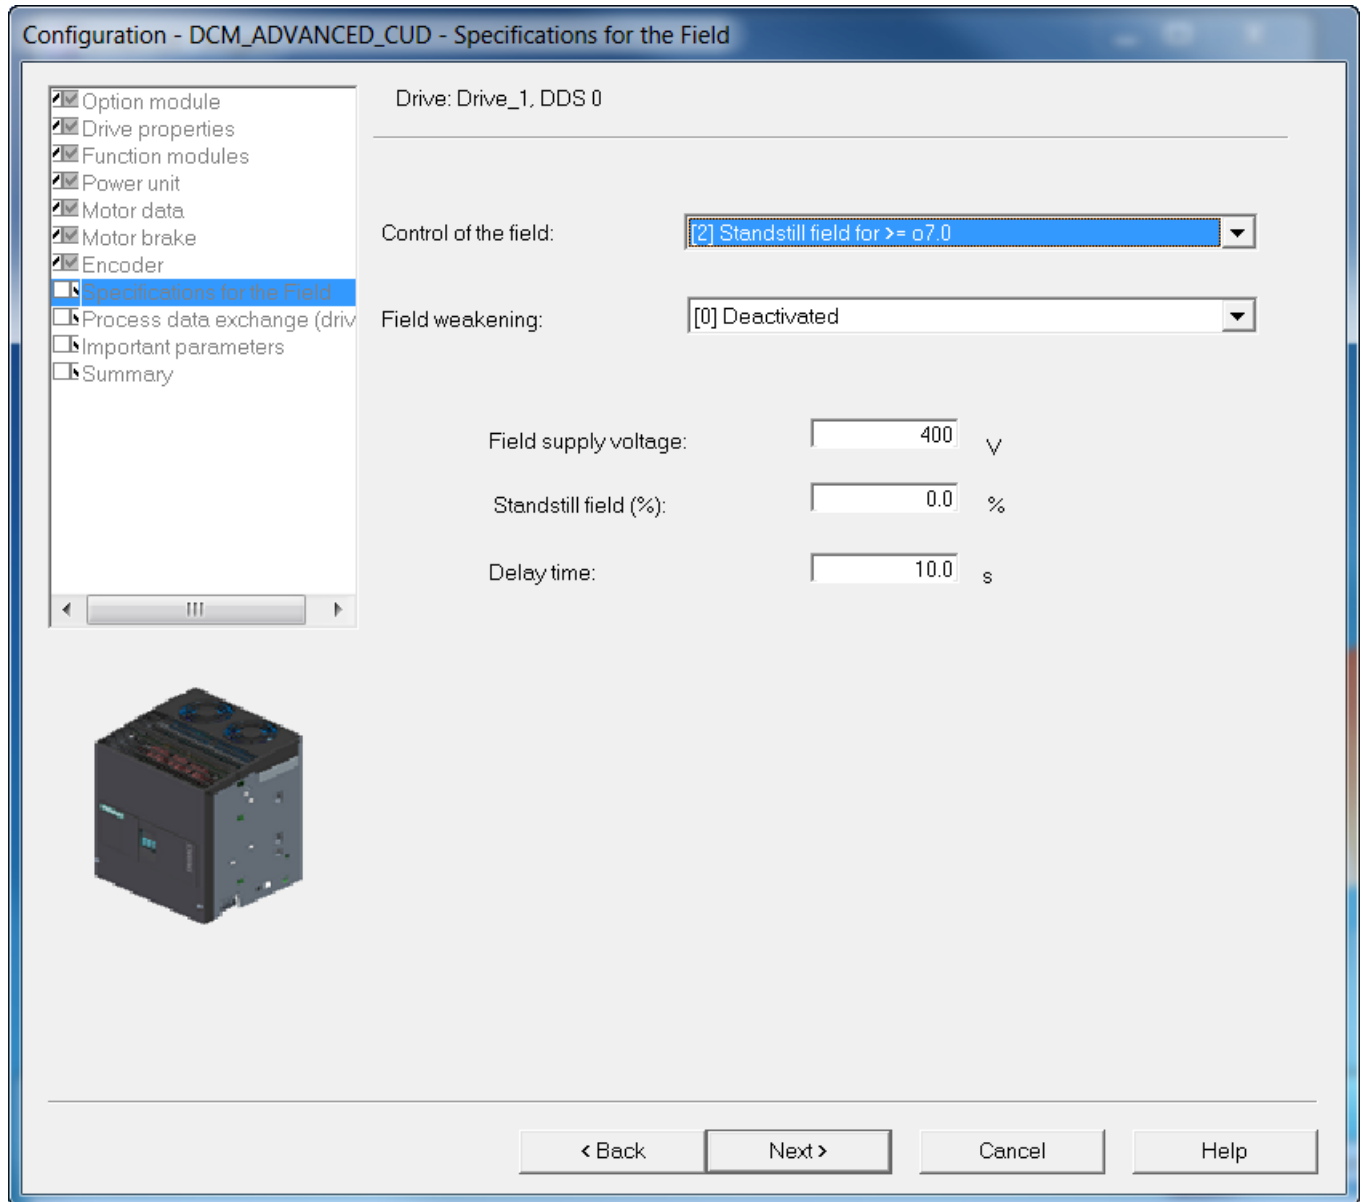 Configuration - DCM_ADVANCED_CUD - Specifications for the Field
Option module
Drive properties
Function modules
Power unit
Motor data
Motor brake
Encoder
Specifications for the Field
Process data exchange (driv
Important parameters
Summary
Drive: Drive_1, DDS 0
Control of the field: [2] Standstill field for >= o7.0
Field weakening: [0] Deactivated
Field supply voltage: 400 V
Standstill field (%): 0.0 %
Delay time: 10.0 s
< Back Next > Cancel Help